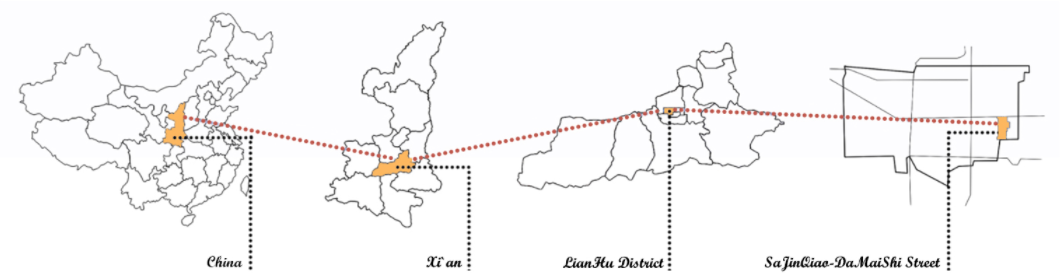 China
Xi'an
LianHu District
SaJinQiao-DaMaiShi Street